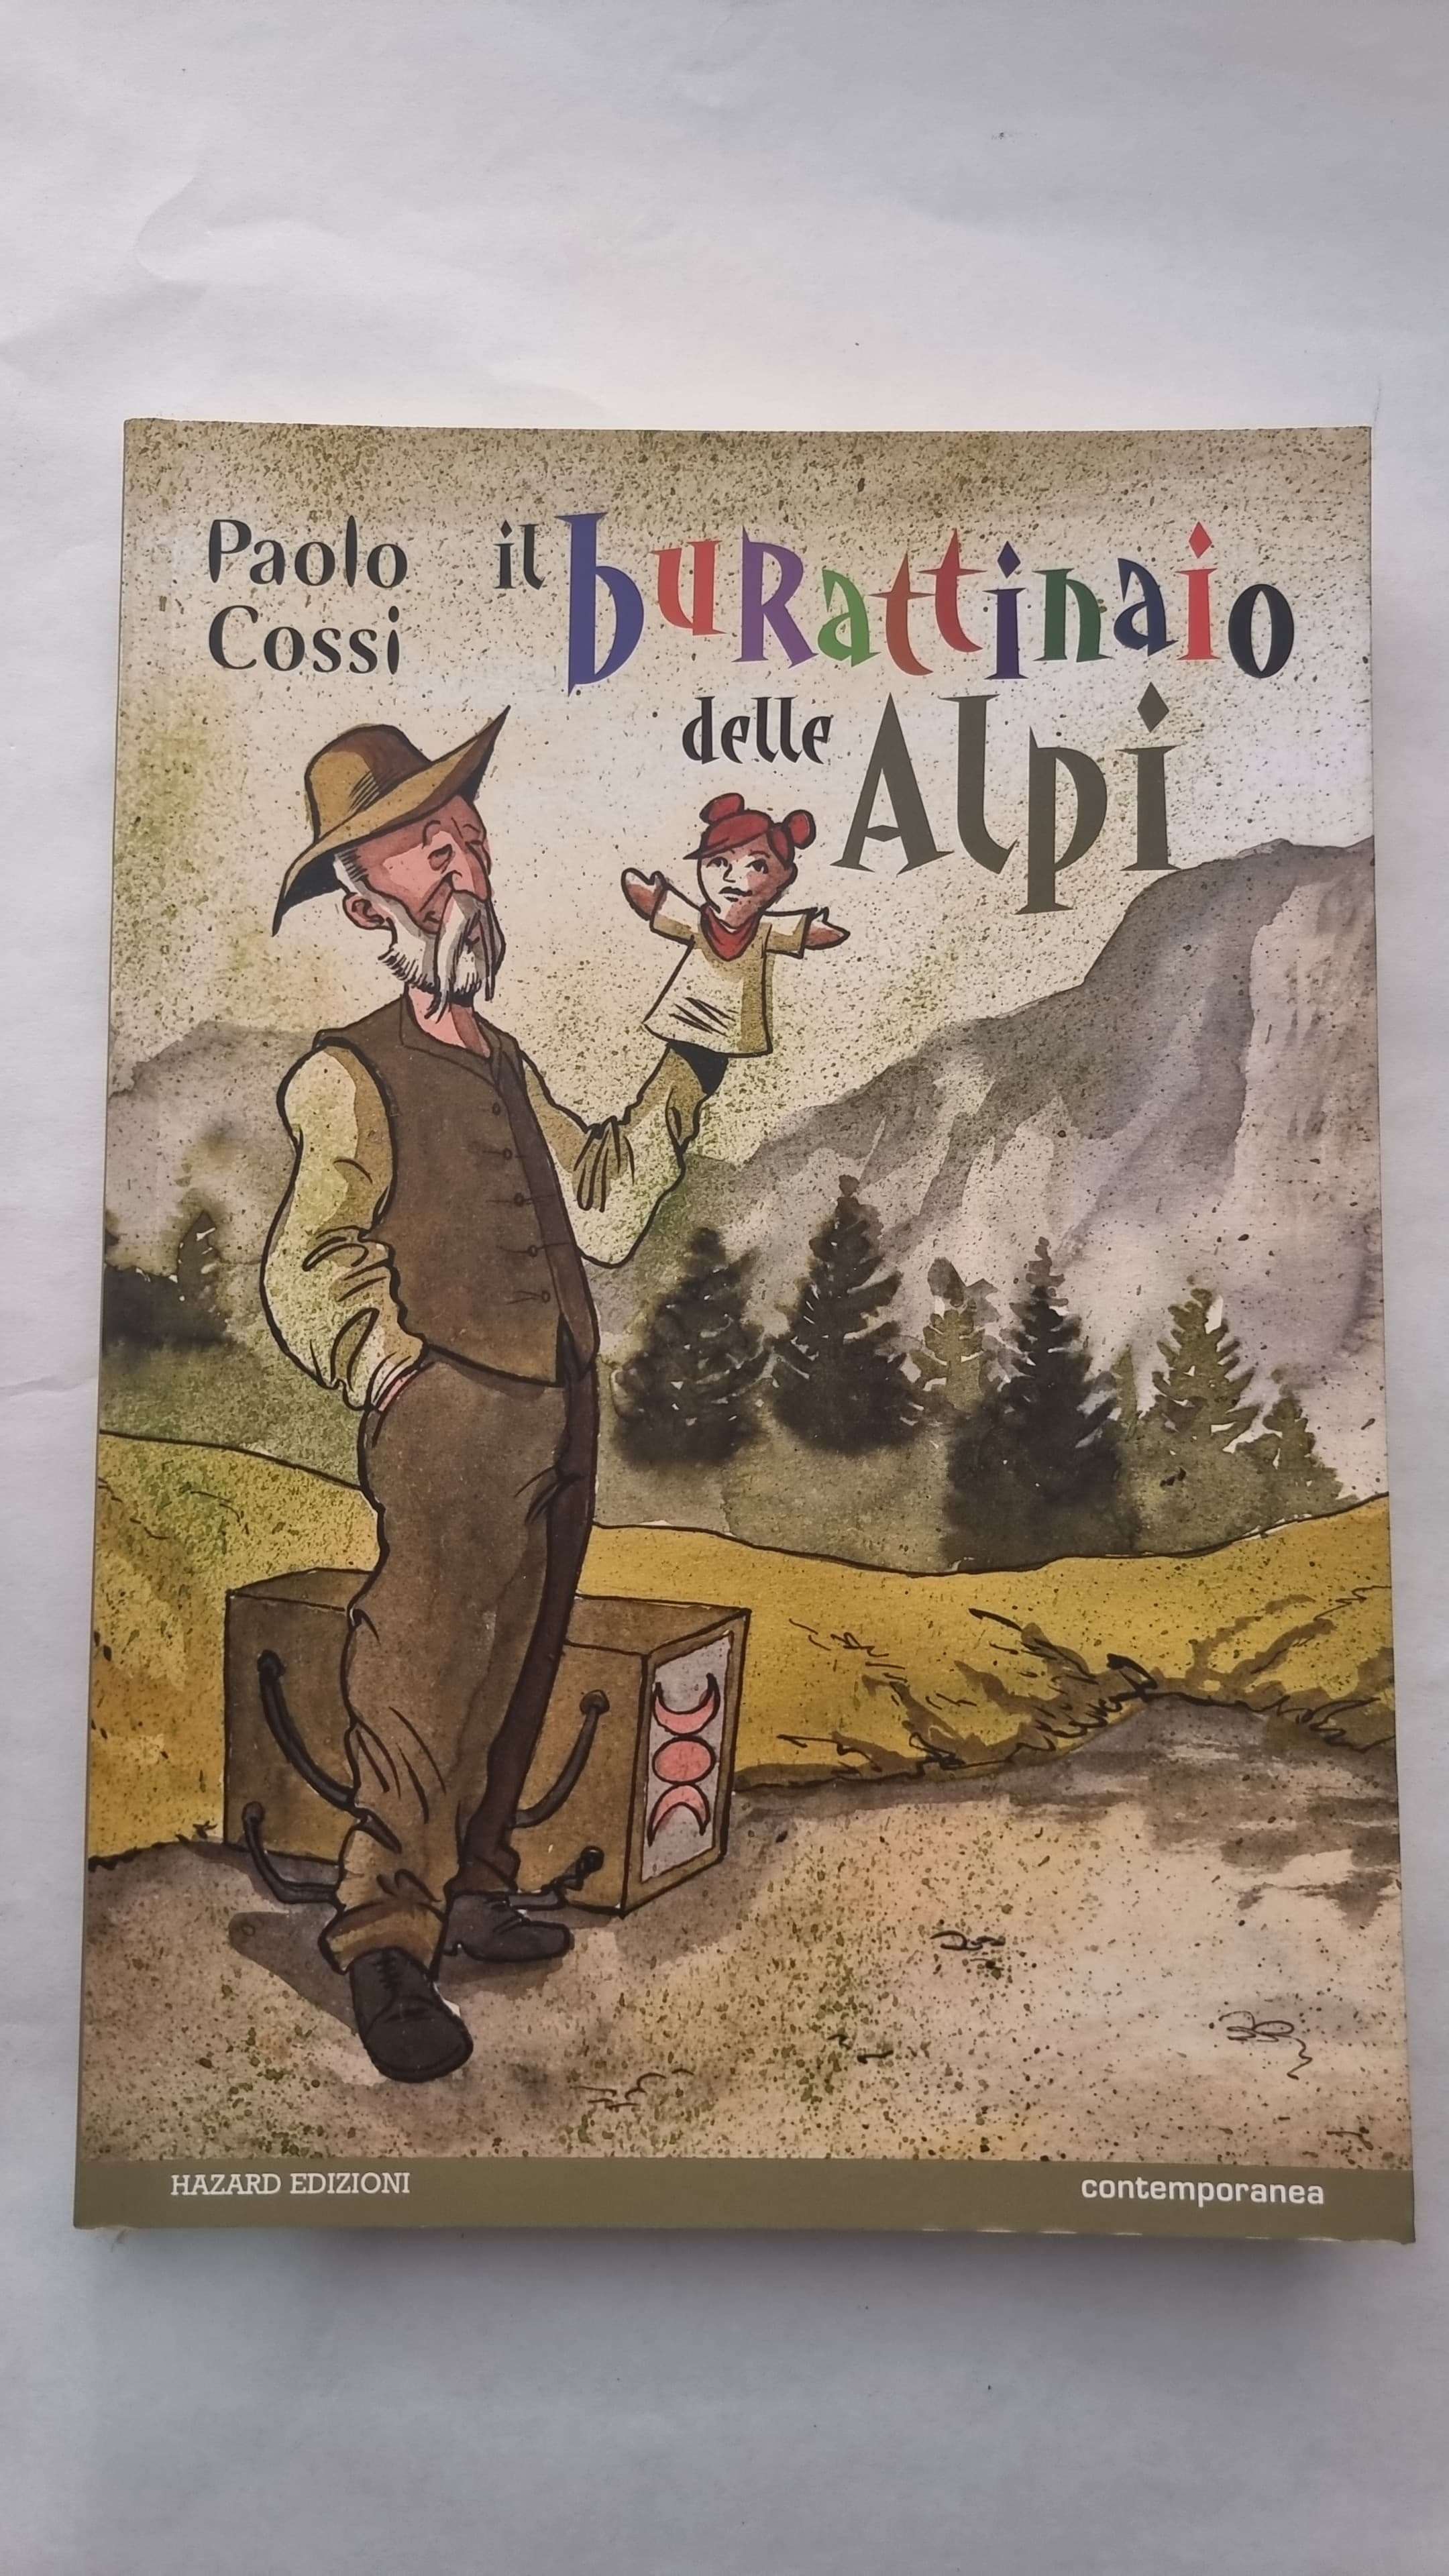 Paolo
Cossi
il buRattinaio
delle Alpi
HAZARD EDIZIONI
contemporanea